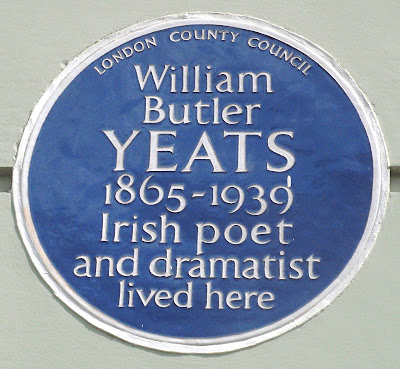 LONDON COUNTY COUNCIL
William
Butler
YEATS
1865-1939
Irish poet
and dramatist
lived here